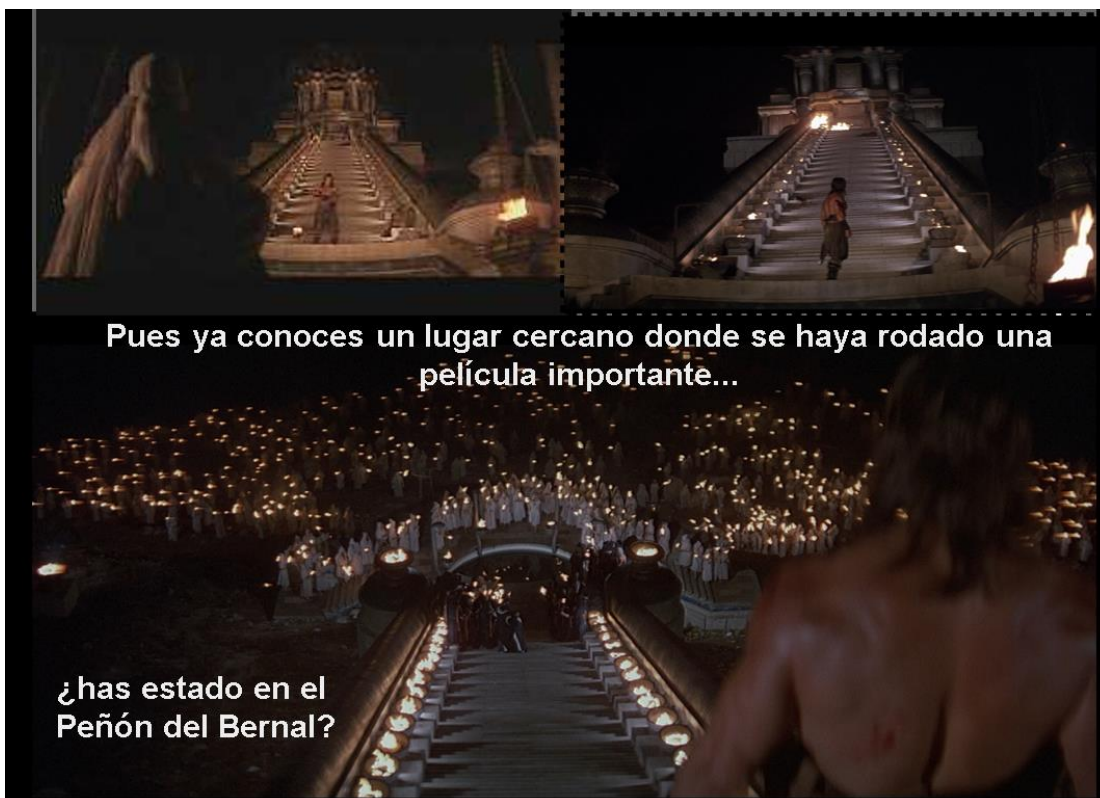 Pues ya conoces un lugar cercano donde se haya rodado una
película importante...
¿has estado en el
Peñón del Bernal?